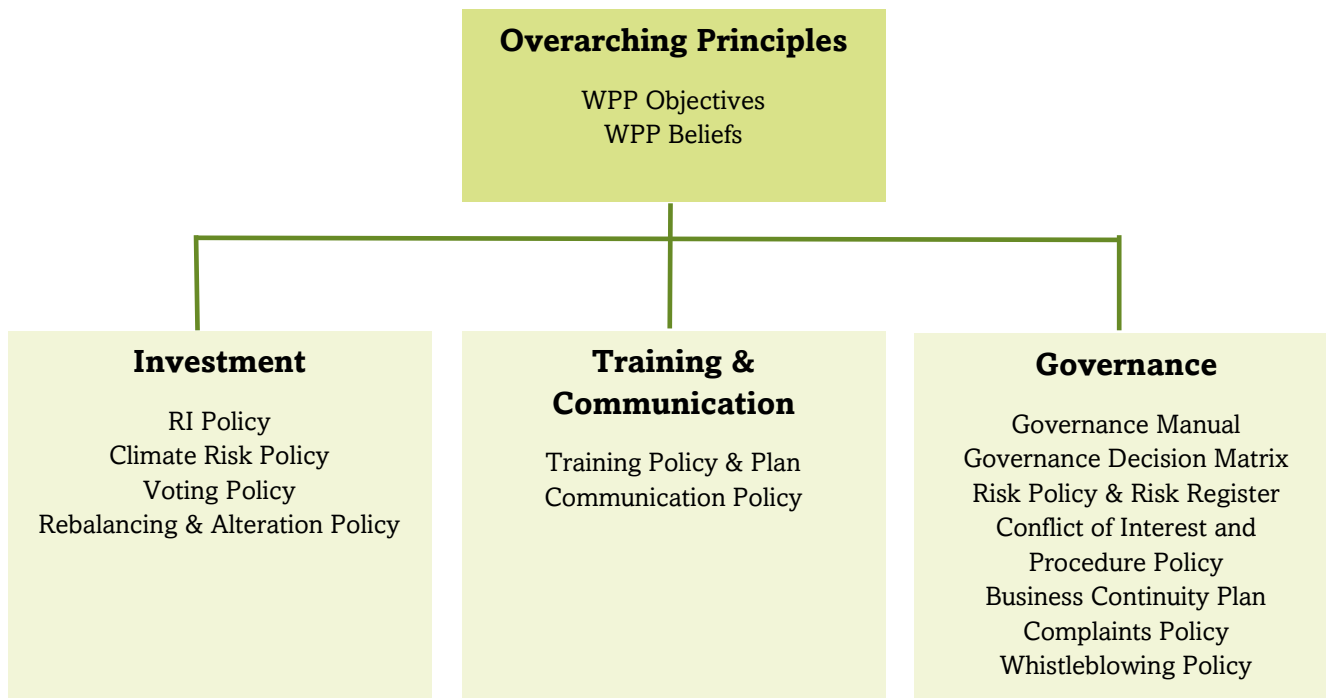 Overarching Principles
WPP Objectives
WPP Beliefs
Investment
RI Policy
Climate Risk Policy
Voting Policy
Rebalancing & Alteration Policy
Training &
Communication
Training Policy & Plan
Communication Policy
Governance
Governance Manual
Governance Decision Matrix
Risk Policy & Risk Register
Conflict of Interest and
Procedure Policy
Business Continuity Plan
Complaints Policy
Whistleblowing Policy